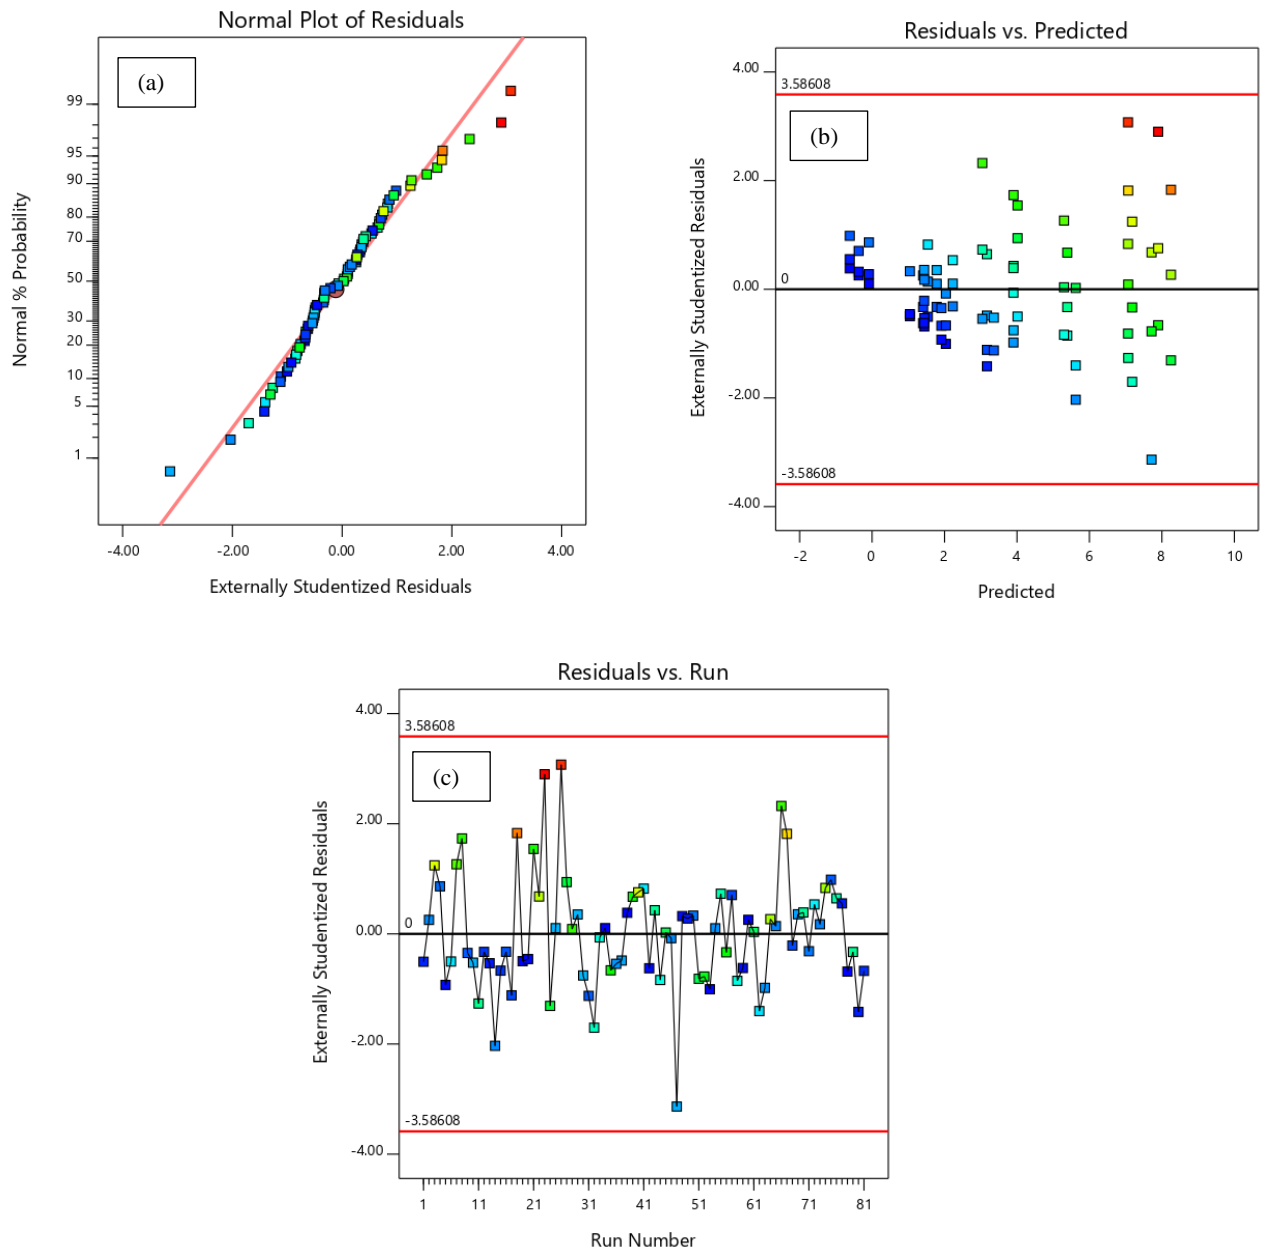 Normal Plot of Residuals
(a)
99
95
90
80
70
50
30
20
10
5
1
Normal % Probability
-4.00 -2.00 0.00 2.00 4.00
Externally Studentized Residuals
Residuals vs. Predicted
4.00
3.58608
(b)
2.00
0
0.00
-2.00
-3.58608
-4.00
Externally Studentized Residuals
-2 0 2 4 6 8 10
Predicted
Residuals vs. Run
4.00
3.58608
(c)
2.00
0
0.00
-2.00
-3.58608
-4.00
Externally Studentized Residuals
1 11 21 31 41 51 61 71 81
Run Number